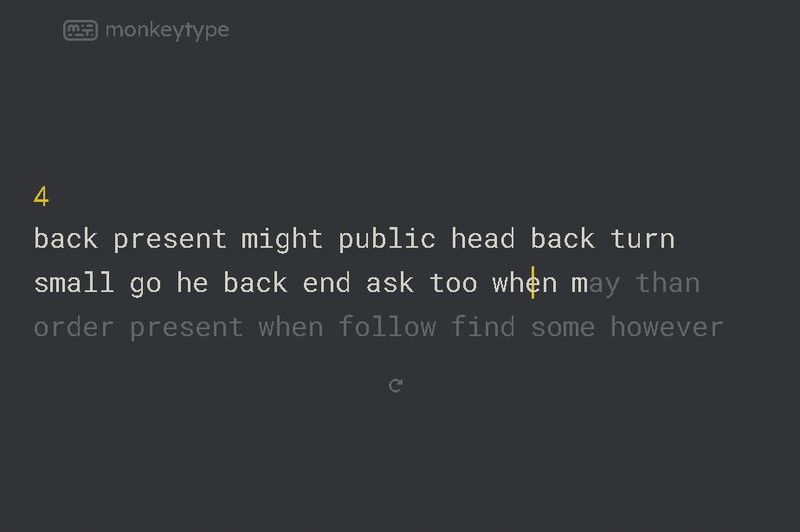 monkeytype
4
back present might public head back turn
small go he back end ask too when may than
order present when follow find some however